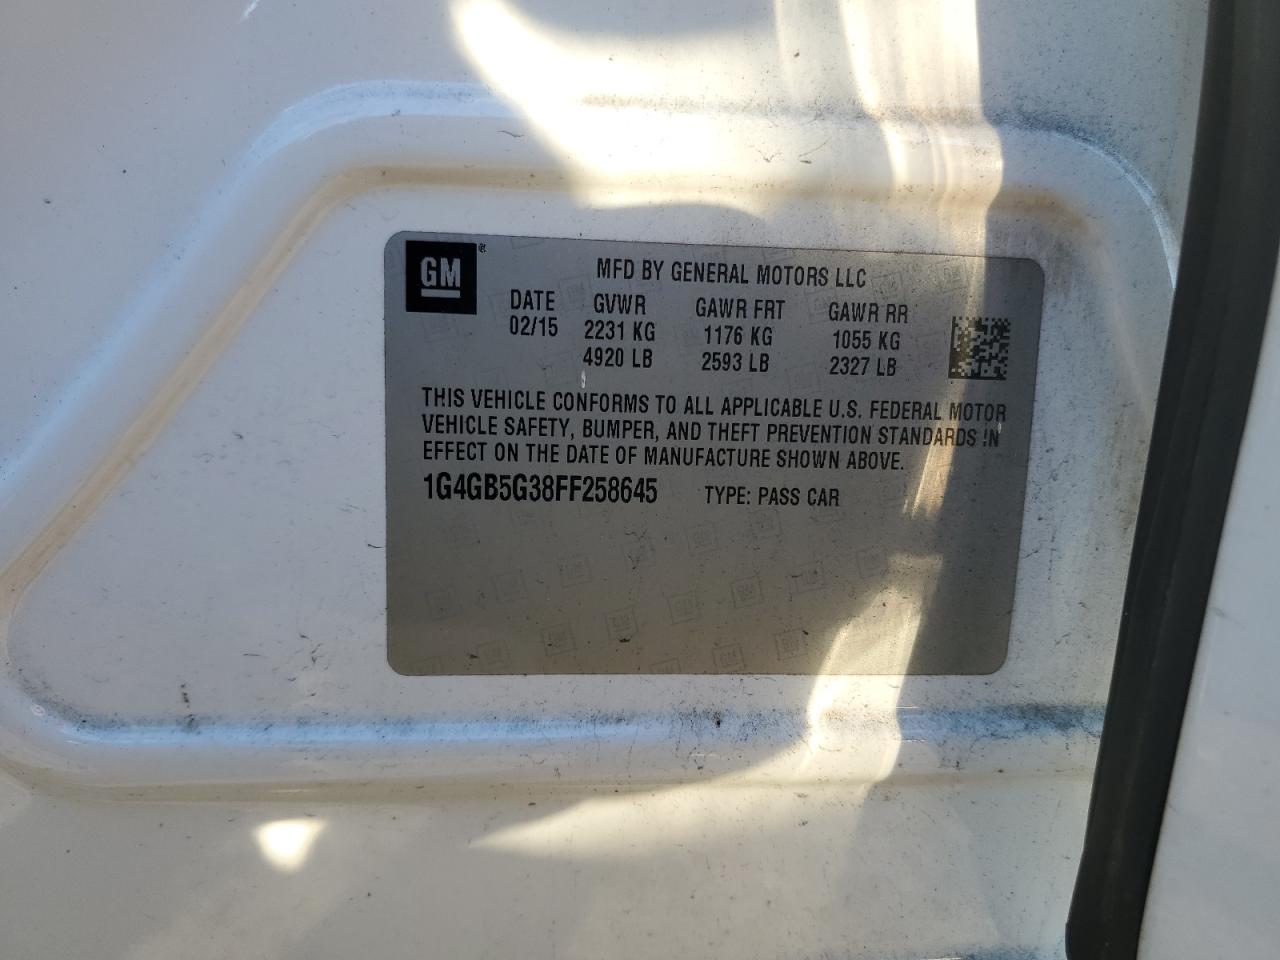 GM
MFD BY GENERAL MOTORS LLC
DATE GVWR GAWR FRT GAWR RR
02/15 2231 KG 1176 KG 1055 KG
4920 LB 2593 LB 2327 LB
THIS VEHICLE CONFORMS TO ALL APPLICABLE U.S. FEDERAL MOTOR
VEHICLE SAFETY, BUMPER, AND THEFT PREVENTION STANDARDS IN
EFFECT ON THE DATE OF MANUFACTURE SHOWN ABOVE.
1G4GB5G38FF258645 TYPE: PASS CAR